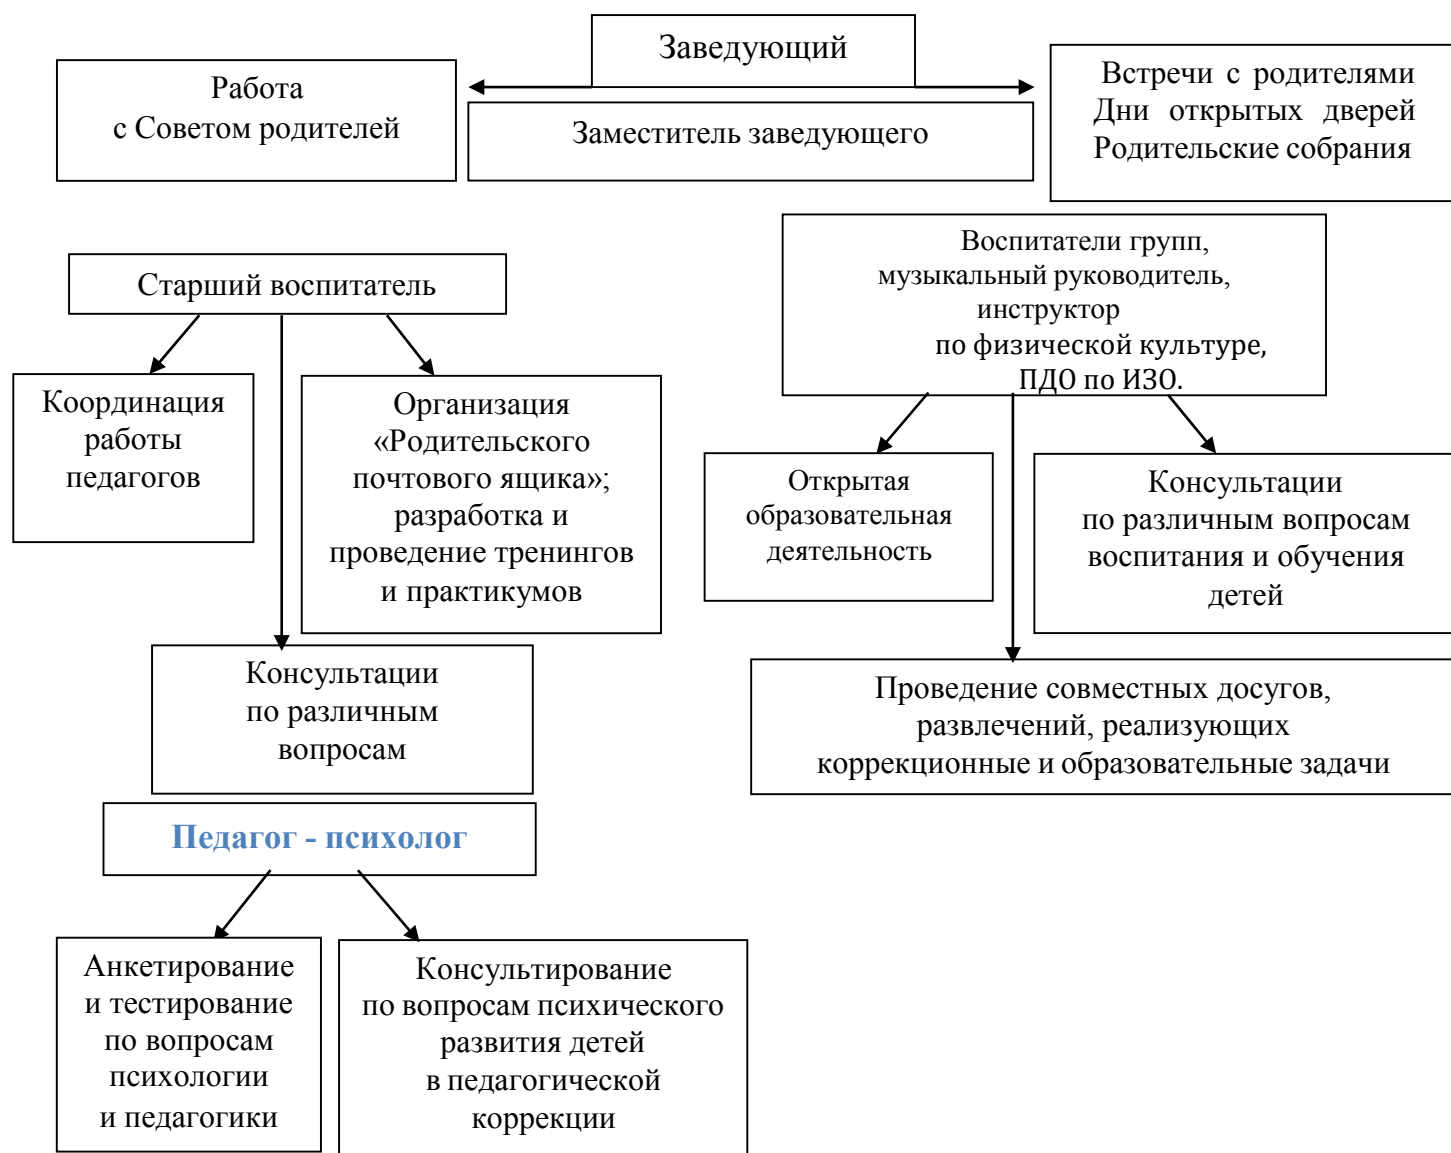 Заведующий
Работа
с Советом родителей
Заместитель заведующего
Встречи с родителями
Дни открытых дверей
Родительские собрания
Старший воспитатель
Воспитатели групп,
музыкальный руководитель,
инструктор
по физической культуре,
ПДО по ИЗО.
Координация
работы
педагогов
Организация
«Родительского
почтового ящика»;
разработка и
проведение тренингов
и практикумов
Открытая
образовательная
деятельность
Консультации
по различным вопросам
воспитания и обучения
детей
Консультации
по различным
вопросам
Проведение совместных досугов,
развлечений, реализующих
коррекционные и образовательные задачи
Педагог - психолог
Анкетирование
и тестирование
по вопросам
психологии
и педагогики
Консультирование
по вопросам психического
развития детей
в педагогической
коррекции